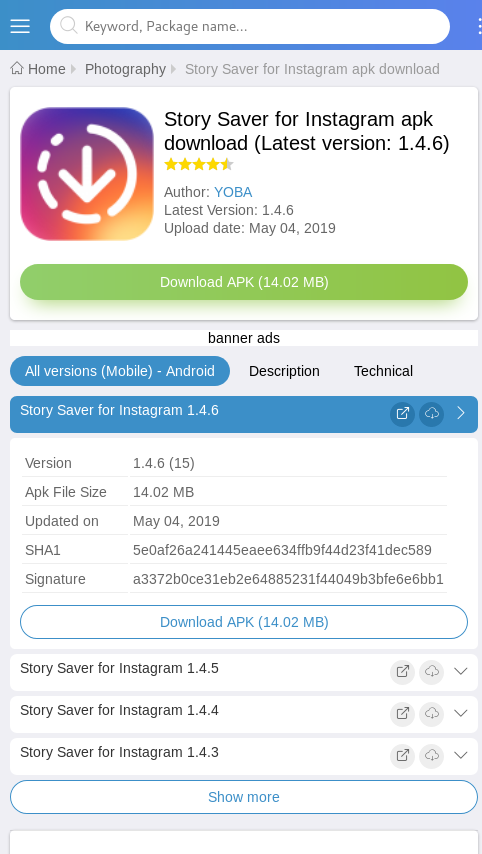 Keyword, Package name...
Home Photography Story Saver for Instagram apk download
Story Saver for Instagram apk
download (Latest version: 1.4.6)
Author: YOBA
Latest Version: 1.4.6
Upload date: May 04, 2019
Download APK (14.02 MB)
banner ads
All versions (Mobile) - Android Description Technical
Story Saver for Instagram 1.4.6
Version 1.4.6 (15)
Apk File Size 14.02 MB
Updated on May 04, 2019
SHA1 5e0af26a241445eaee634ffb9f44d23f41dec589
Signature a3372b0ce31eb2e64885231f44049b3bfe6e6bb1
Download APK (14.02 MB)
Story Saver for Instagram 1.4.5
Story Saver for Instagram 1.4.4
Story Saver for Instagram 1.4.3
Show more